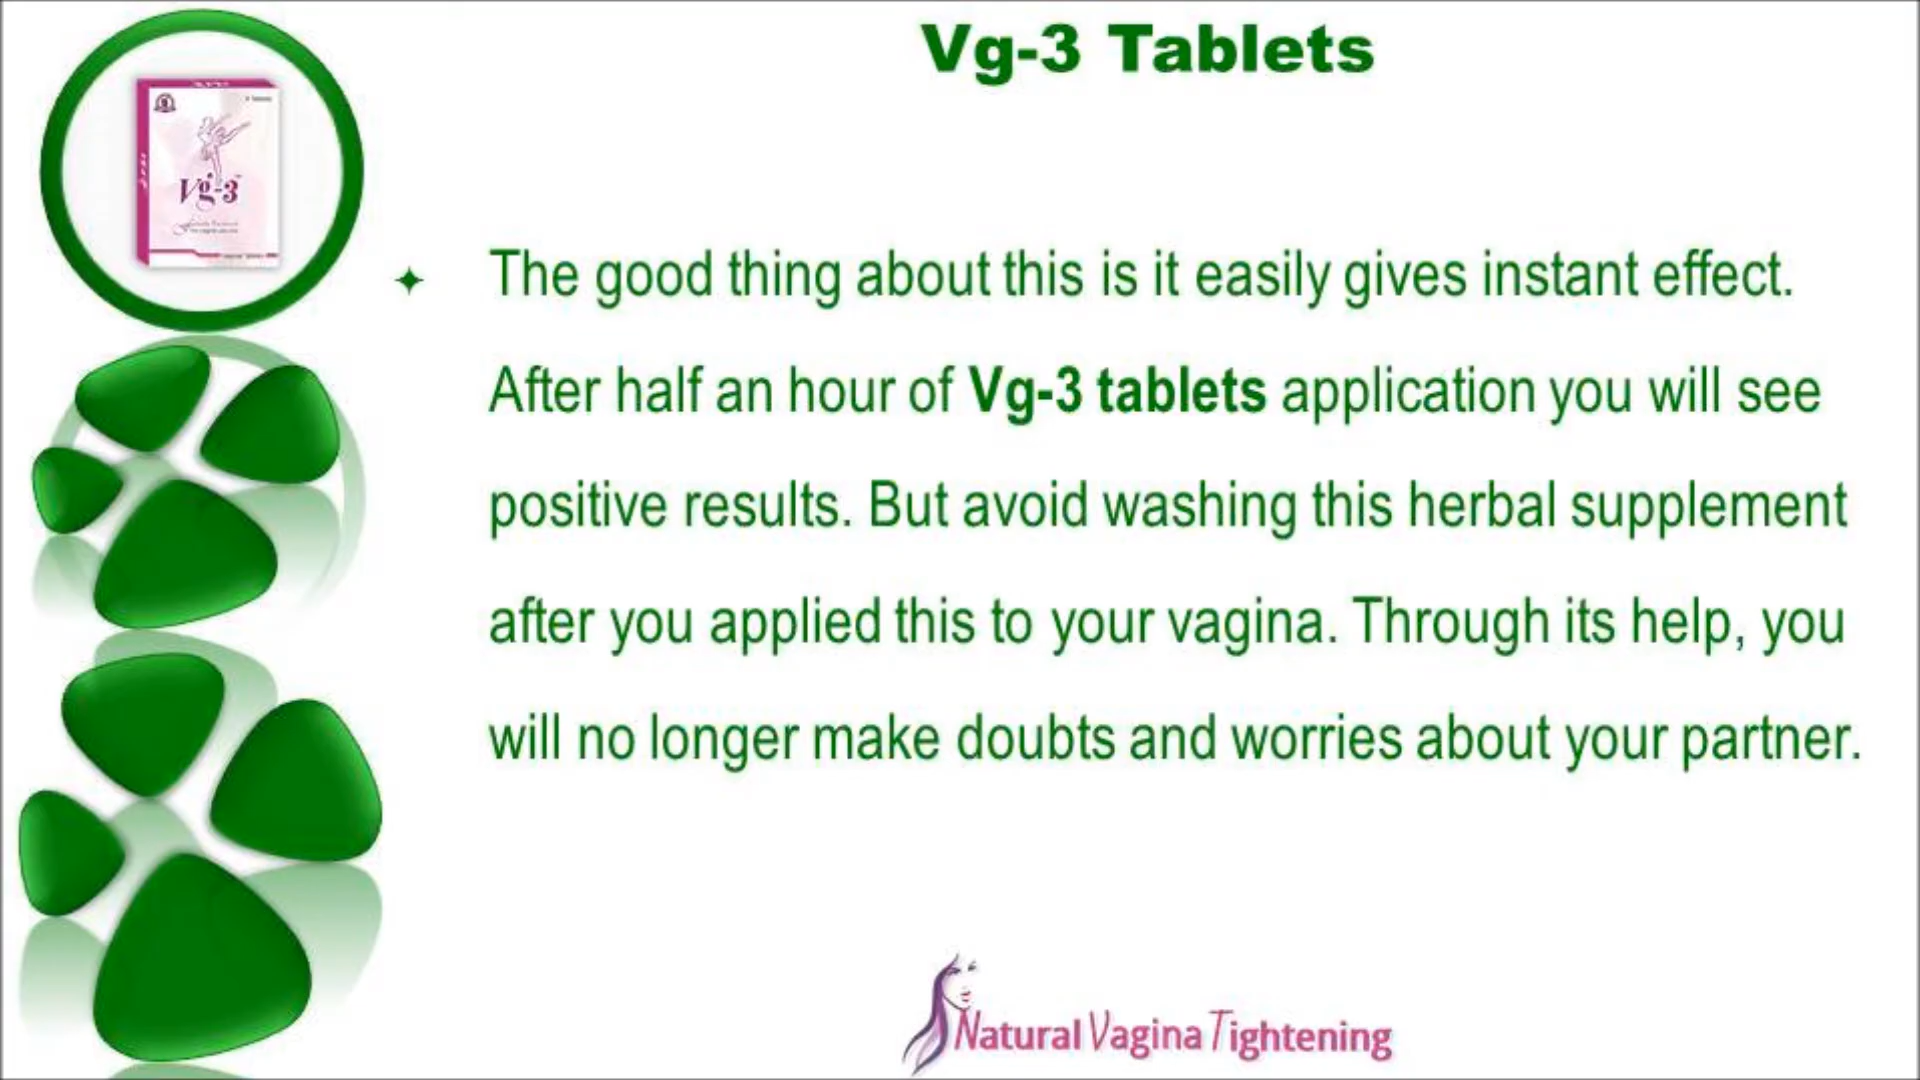 Vg-3 Tablets
Vg-3
The good thing about this is it easily gives instant effect.
After half an hour of Vg-3 tablets application you will see
positive results. But avoid washing this herbal supplement
after you applied this to your vagina. Through its help, you
will no longer make doubts and worries about your partner.
Natural Vagina Tightening